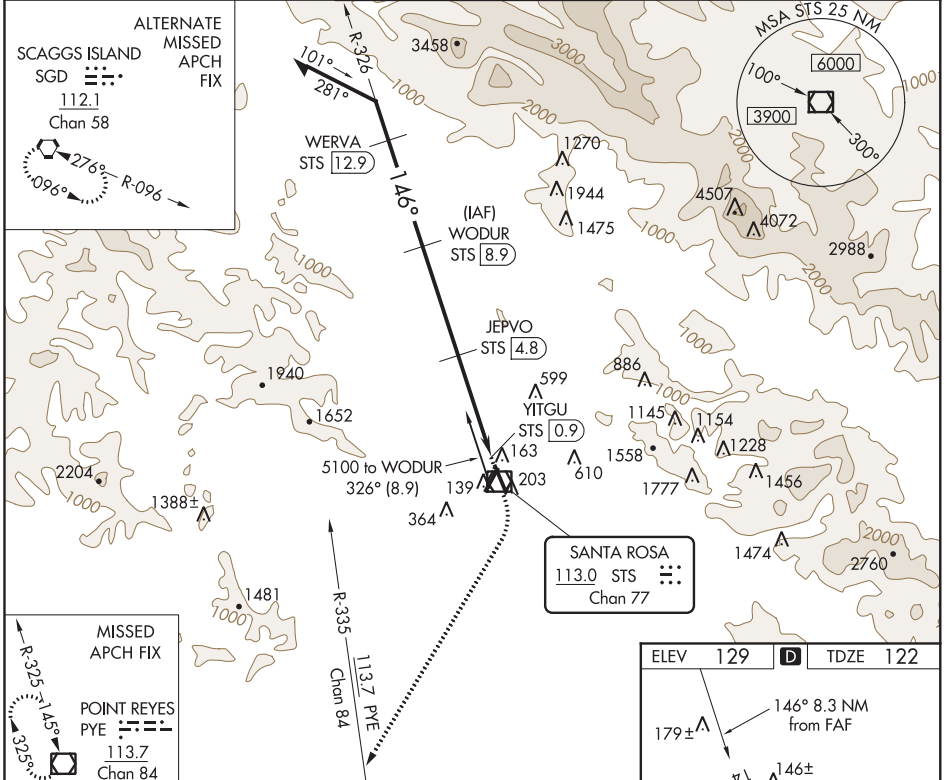 ALTERNATE
MISSED
APCH
FIX
SCAGGS ISLAND
SGD
112.1
Chan 58
276°
096°
R-096
R-326
101°
281°
3458
3000
1000
2000
MSA STS 25 NM
6000
100°
3900
300°
1000
WERVA
STS 12.9
146°
1270
1944
1475
2000
4507
4072
(IAF)
WODUR
STS 8.9
1000
2988
2000
1000
JEPVO
STS 4.8
1000
1940
599
886
1000
1652
YITGU
STS 0.9
1145
1154
1228
163
5100 to WODUR
326° (8.9)
610
1558
2204
139
203
1777
1456
1000
1388±
364
1474
2000
2760
SANTA ROSA
113.0 STS
Chan 77
1481
1000
R-335
113.7 PYE
Chan 84
MISSED
APCH FIX
R-325
145°
325°
POINT REYES
PYE
113.7
Chan 84
ELEV 129 D TDZE 122
146° 8.3 NM
from FAF
179±
146±